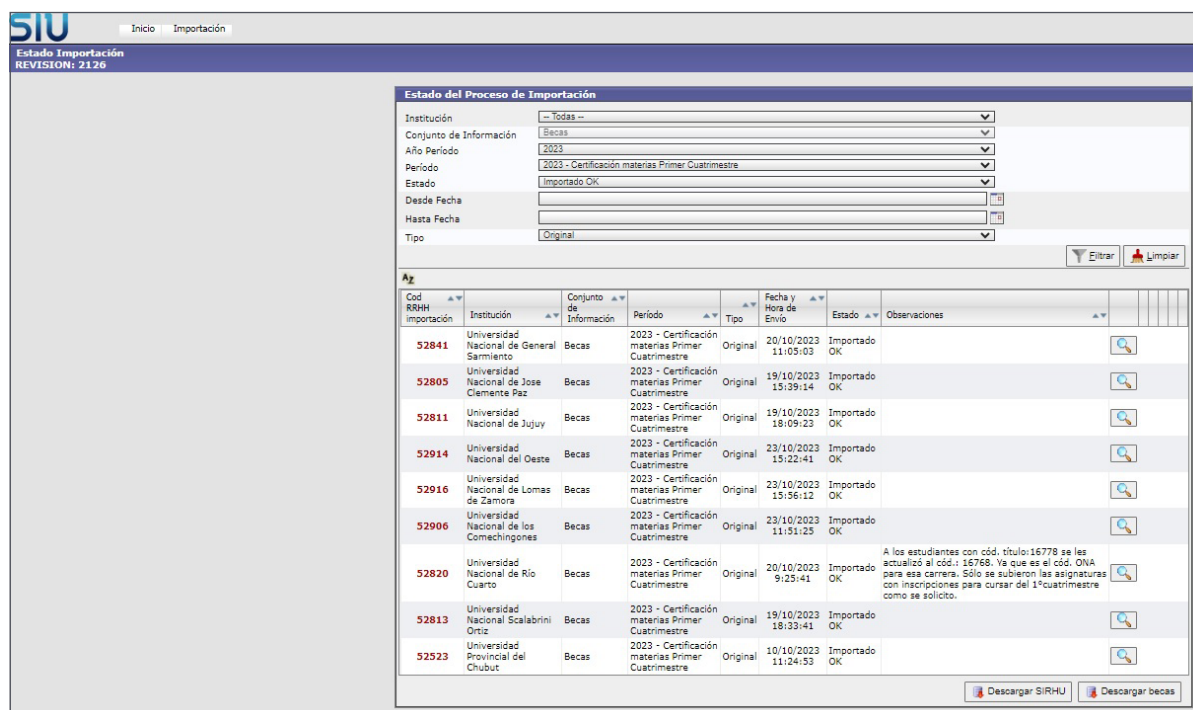 SIU
Inicio Importación
Estado Importación
REVISION: 2126
Estado del Proceso de Importación
Institución -- Todas --
Conjunto de Información Becas
Año Período 2023
Período 2023 - Certificación materias Primer Cuatrimestre
Estado Importado OK
Desde Fecha
Hasta Fecha
Tipo Original
Filtrar Limpiar
AZ
Cod RRHH importación Institución Conjunto de Información Período Tipo Fecha y Hora de Envío Estado Observaciones
52841 Universidad Nacional de General Sarmiento Becas 2023 - Certificación materias Primer Cuatrimestre Original 20/10/2023 11:05:03 Importado OK
52805 Universidad Nacional de Jose Clemente Paz Becas 2023 - Certificación materias Primer Cuatrimestre Original 19/10/2023 15:39:14 Importado OK
52811 Universidad Nacional de Jujuy Becas 2023 - Certificación materias Primer Cuatrimestre Original 19/10/2023 18:09:23 Importado OK
52914 Universidad Nacional del Oeste Becas 2023 - Certificación materias Primer Cuatrimestre Original 23/10/2023 15:22:41 Importado OK
52916 Universidad Nacional de Lomas de Zamora Becas 2023 - Certificación materias Primer Cuatrimestre Original 23/10/2023 15:56:12 Importado OK
52906 Universidad Nacional de los Comechingones Becas 2023 - Certificación materias Primer Cuatrimestre Original 23/10/2023 11:51:25 Importado OK
52820 Universidad Nacional de Río Cuarto Becas 2023 - Certificación materias Primer Cuatrimestre Original 20/10/2023 9:25:41 Importado OK A los estudiantes con cód. título:16778 se les actualizó al cód.: 16768. Ya que es el cód. ONA para esa carrera. Sólo se subieron las asignaturas con inscripciones para cursar del 1ºcuatrimestre como se solicito.
52813 Universidad Nacional Scalabrini Ortiz Becas 2023 - Certificación materias Primer Cuatrimestre Original 19/10/2023 18:33:41 Importado OK
52523 Universidad Provincial del Chubut Becas 2023 - Certificación materias Primer Cuatrimestre Original 10/10/2023 11:24:53 Importado OK
Descargar SIRHU Descargar becas